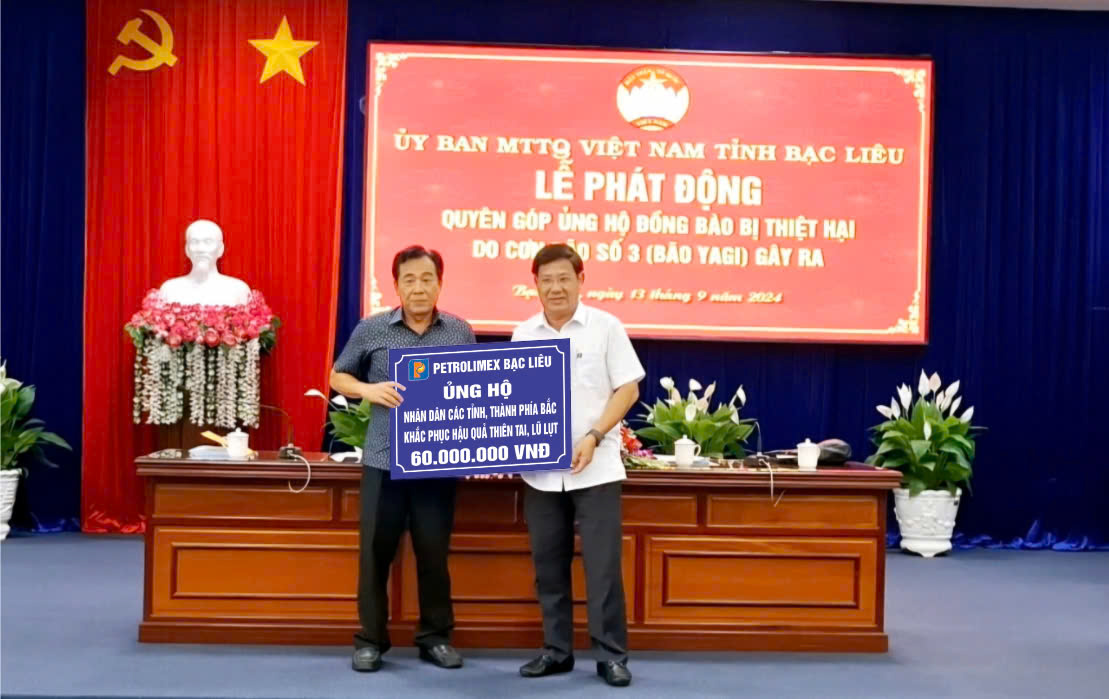 ỦY BAN MTTQ VIỆT NAM TỈNH BẠC LIÊU
LỄ PHÁT ĐỘNG
QUYÊN GÓP ỦNG HỘ ĐỒNG BÀO BỊ THIỆT HẠI
DO CƠN SỐ 3 (BÃO YAGI) GÂY RA
ngày 13 tháng 9 năm 2024
PETROLIMEX BẠC LIÊU
ỦNG HỘ
NHÂN DÂN CÁC TỈNH, THÀNH PHÍA BẮC
KHẮC PHỤC HẬU QUẢ THIÊN TAI, LŨ LỤT
60.000.000 VNĐ